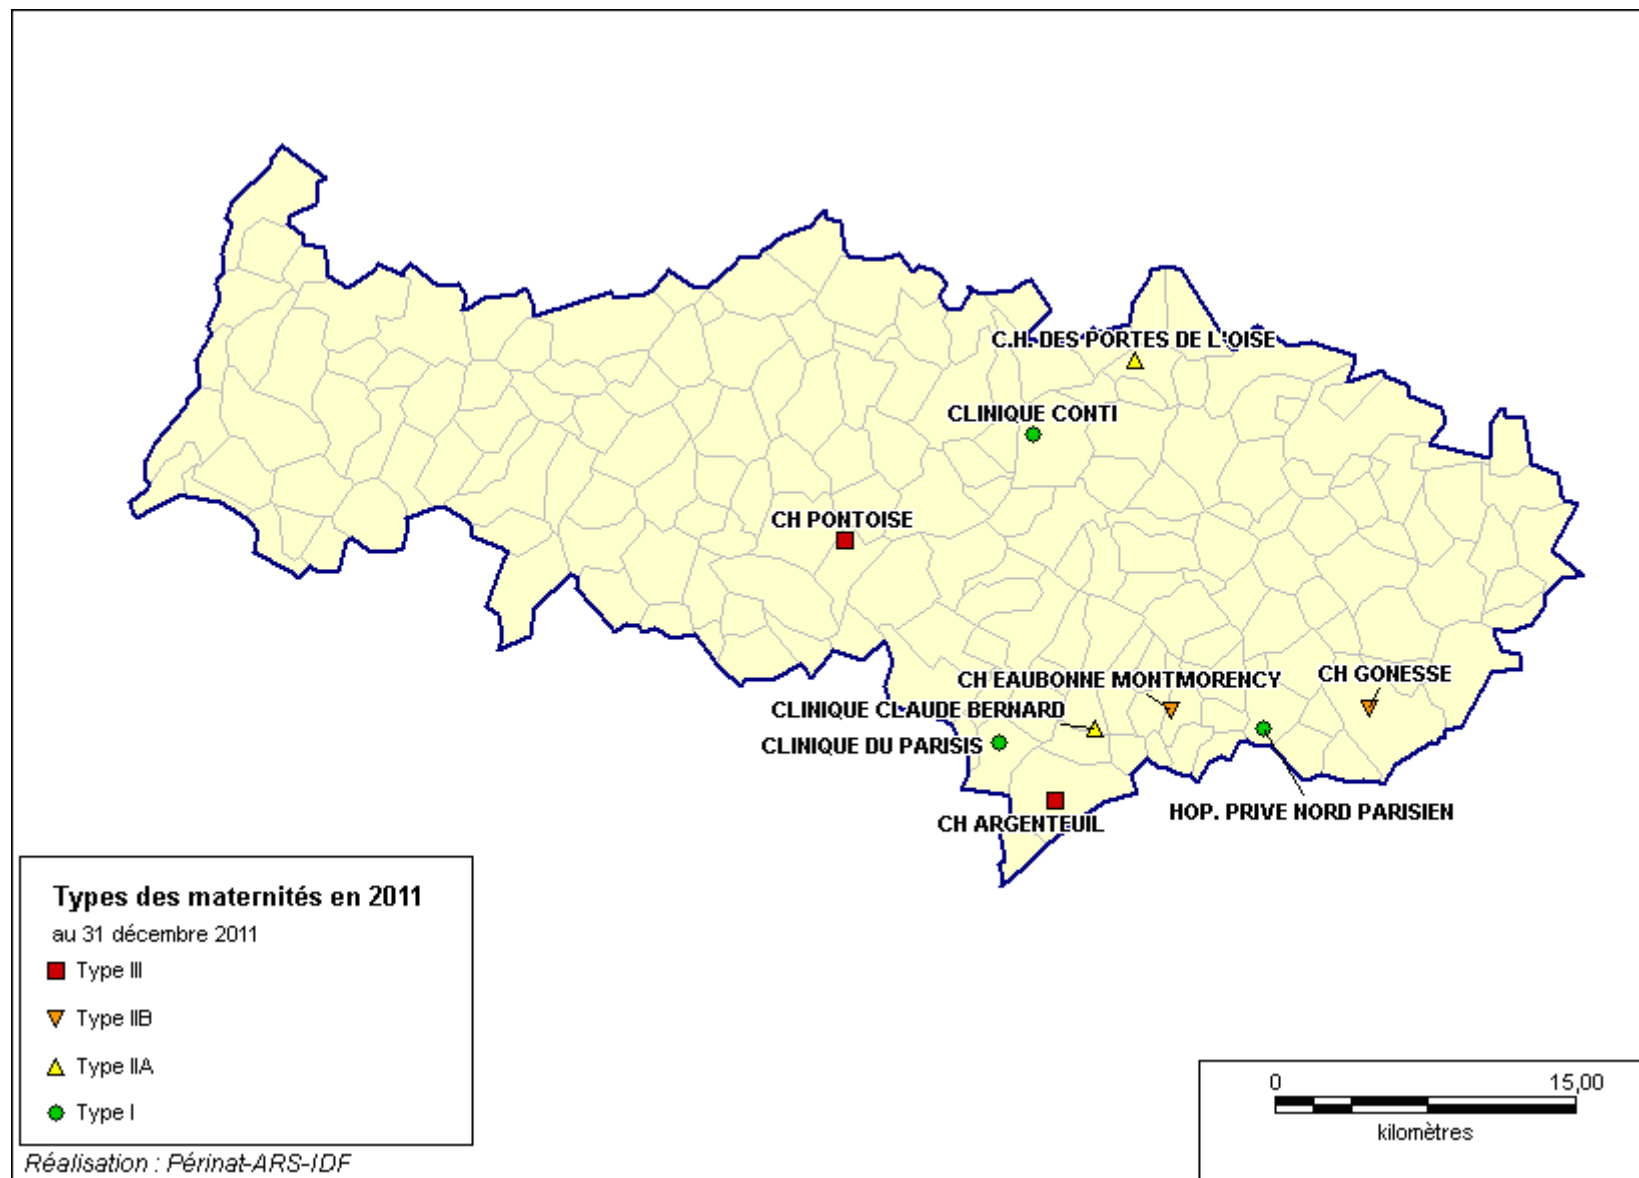 C.H. DES PORTES DE L'OISE
CLINIQUE CONTI
CH PONTOISE
CH EAUBONNE MONTMORENCY
CH GONESSE
CLINIQUE CLAUDE BERNARD
CLINIQUE DU PARISIS
CH ARGENTEUIL
HOP. PRIVE NORD PARISIEN
Types des maternités en 2011
au 31 décembre 2011
Type III
Type IIB
Type IIA
Type I
Réalisation : Périnat-ARS-IDF
0 15,00
kilomètres